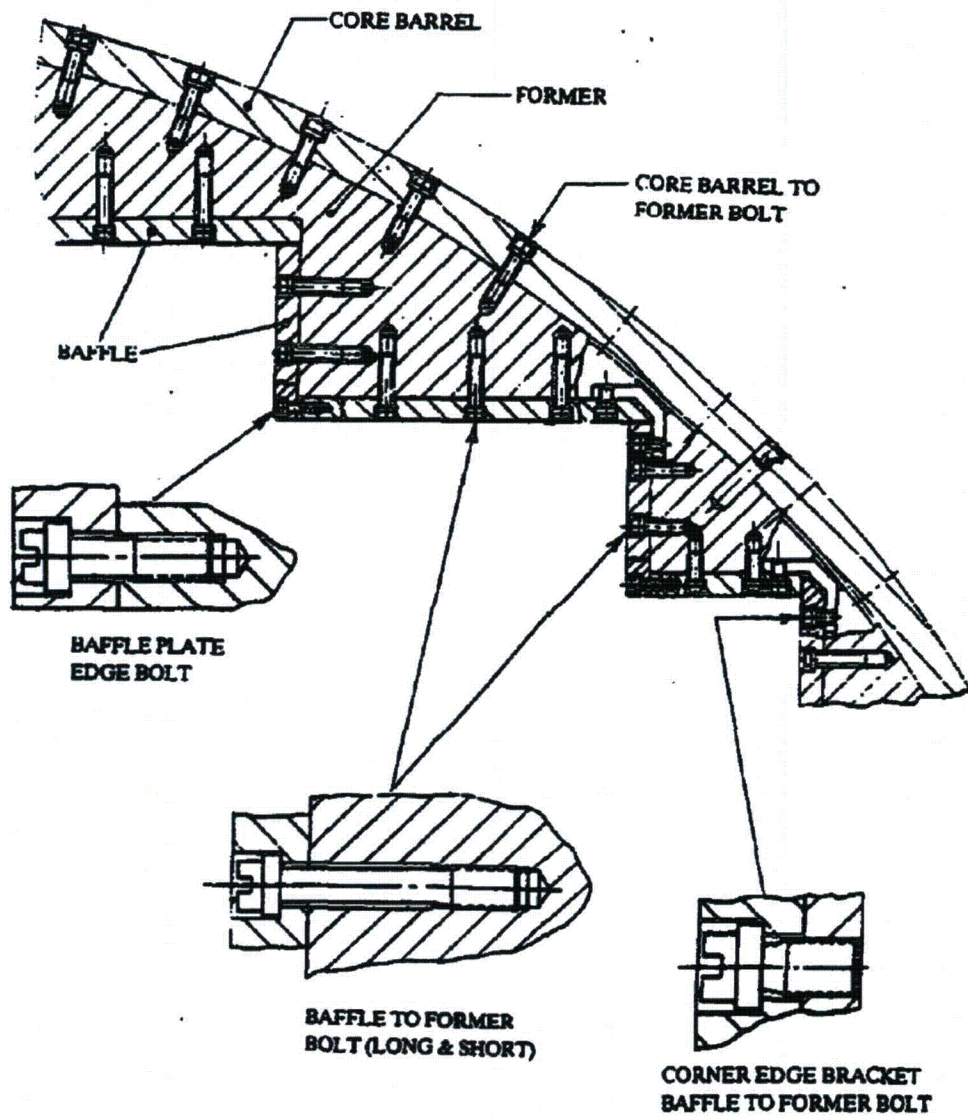 CORE BARREL
FORMER
CORE BARREL TO
FORMER BOLT
BAFFLE
BAFFLE PLATE
EDGE BOLT
BAFFLE TO FORMER
BOLT (LONG & SHORT)
CORNER EDGE BRACKET
BAFFLE TO FORMER BOLT